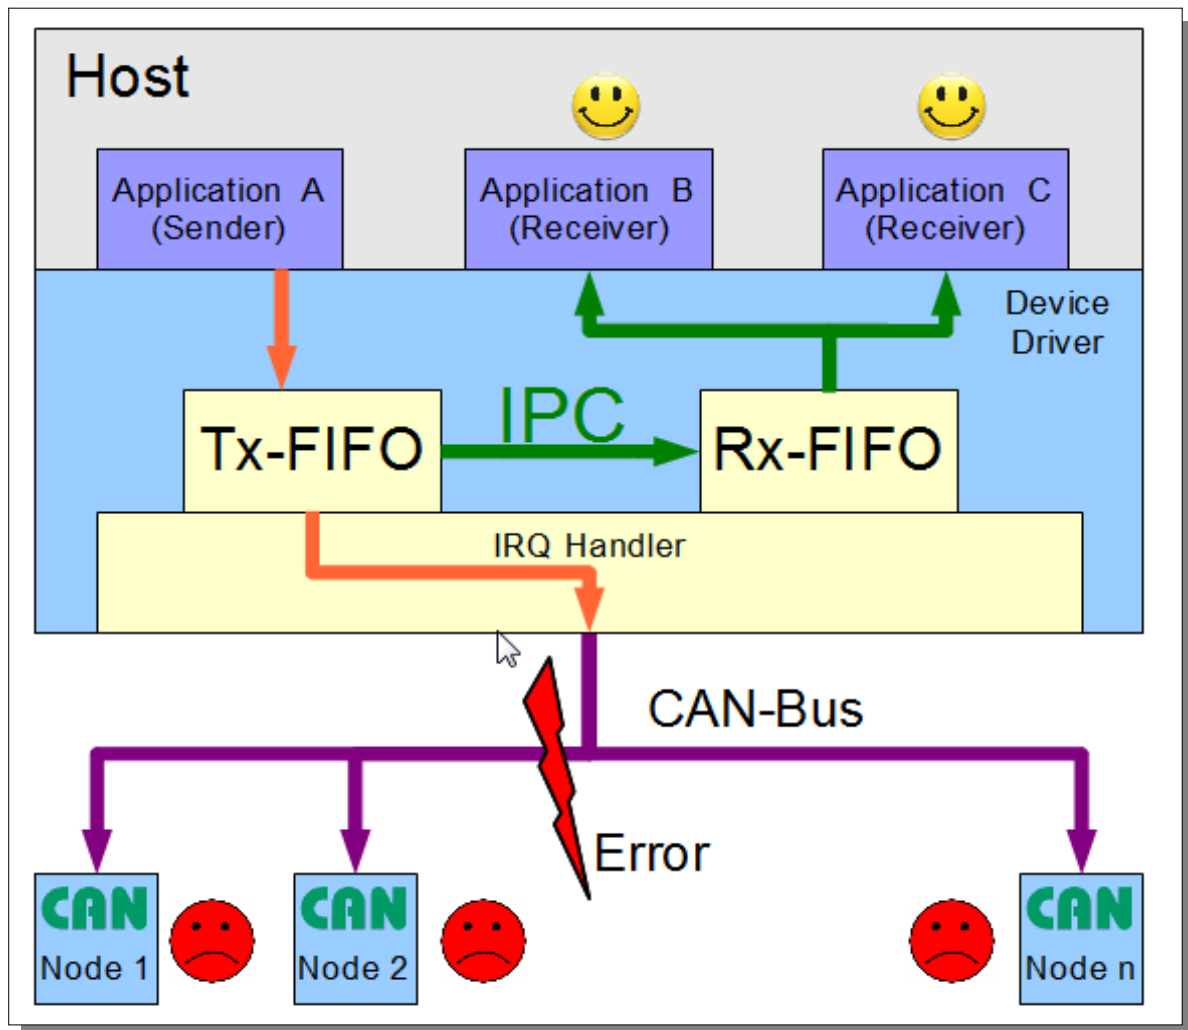 Host
Application A
(Sender)
Application B
(Receiver)
Application C
(Receiver)
Device
Driver
IPC
Tx-FIFO
Rx-FIFO
IRQ Handler
CAN-Bus
Error
CAN
Node 1
CAN
Node 2
CAN
Node n